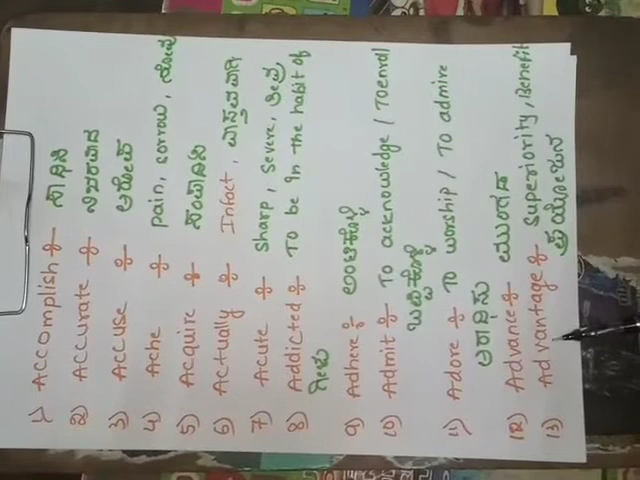 1) Accomplish ÷ ಸಾಧಿಸಿ
2) Accurate ÷ ನಿಖರವಾದ
3) Accuse ÷ ಆರೋಪ
4) Ache ÷ pain, sorrow, ನೋವು
5) Acquire ÷ ಸಂಪಾದಿಸಿ
6) Actually ÷ Infact, ವಾಸ್ತವವಾಗಿ
7) Acute ÷ sharp, severe, ತೀವ್ರ
8) Addicted ÷ To be in the habit of
ಗೀಳು
9) Adhere ÷ ಅಂಟಿಕೊಳ್ಳಿ
10) Admit ÷ To acknowledge / To enrol
ಒಪ್ಪಿಕೊಳ್ಳಿ
11) Adore ÷ To worship / To admire
ಆರಾಧಿಸು
12) Advance ÷ ಮುಂಗಡ
13) Advantage ÷ superiority, Benefit
ಪ್ರಯೋಜನ